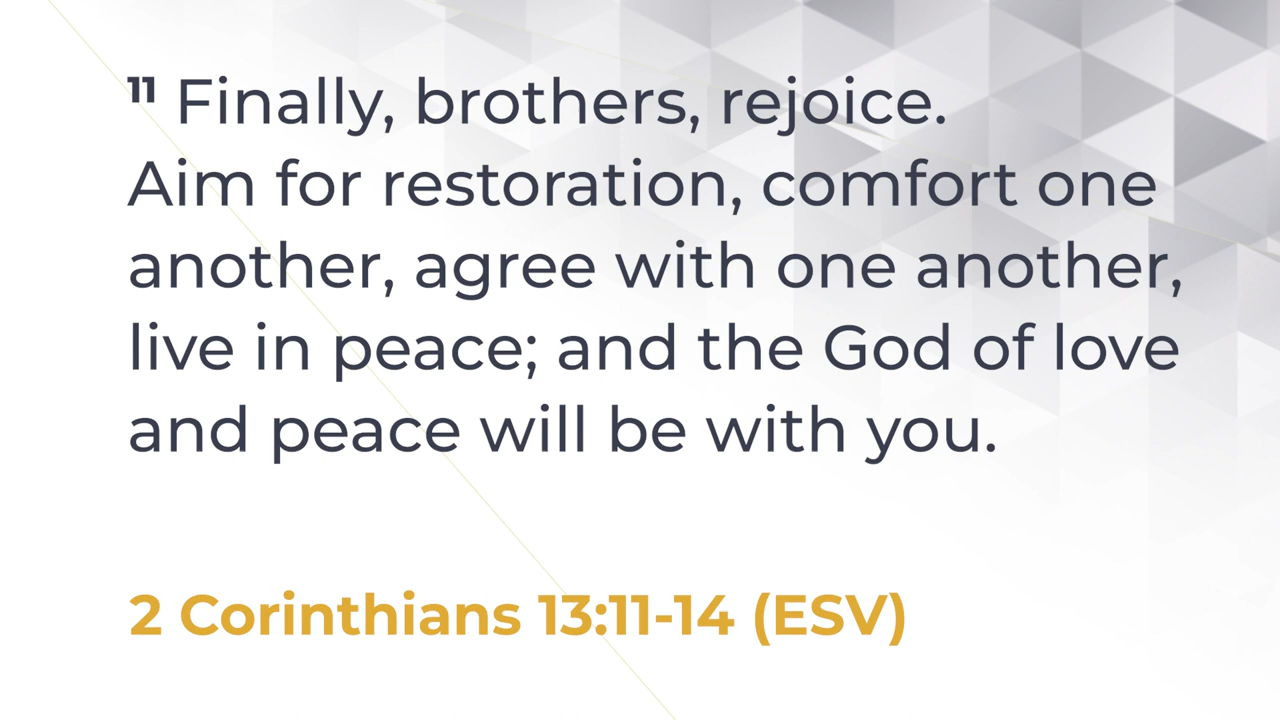 11 Finally, brothers, rejoice.
Aim for restoration, comfort one
another, agree with one another,
live in peace; and the God of love
and peace will be with you.
2 Corinthians 13:11-14 (ESV)